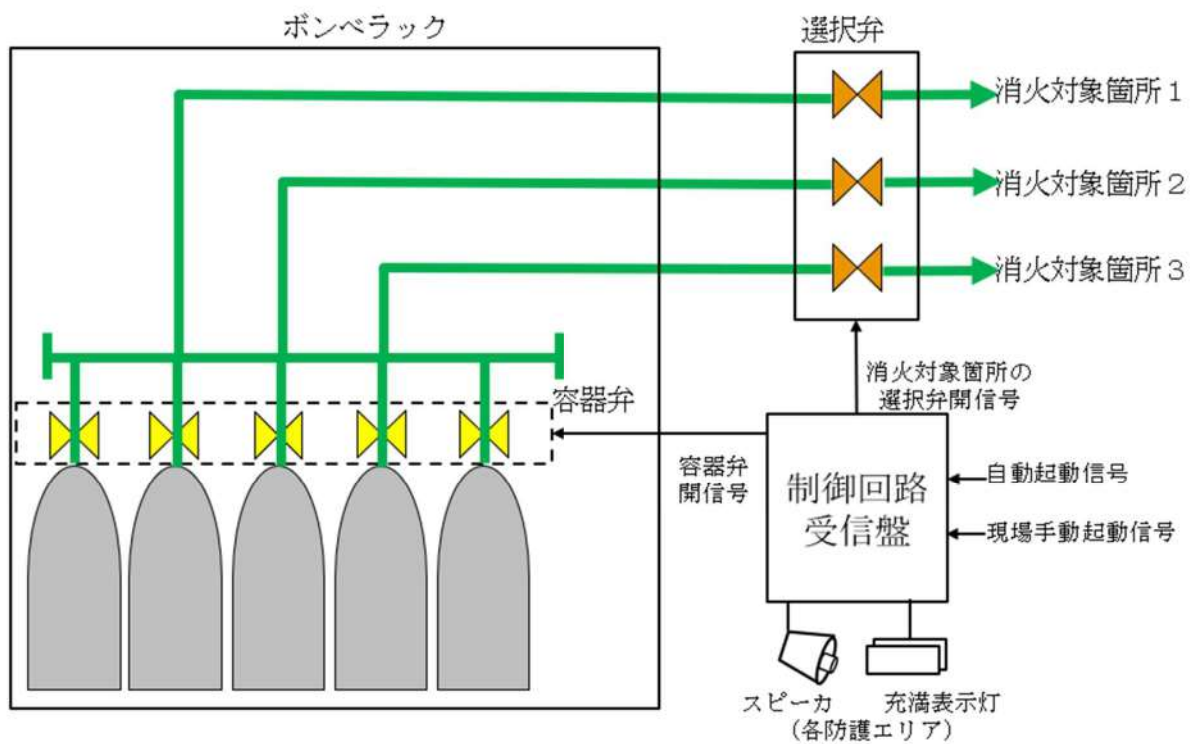 ボンベラック
選択弁
消火対象箇所1
消火対象箇所2
消火対象箇所3
容器弁
消火対象箇所の
選択弁開信号
容器弁
開信号
制御回路
受信盤
自動起動信号
現場手動起動信号
スピーカ
充満表示灯
(各防護エリア)